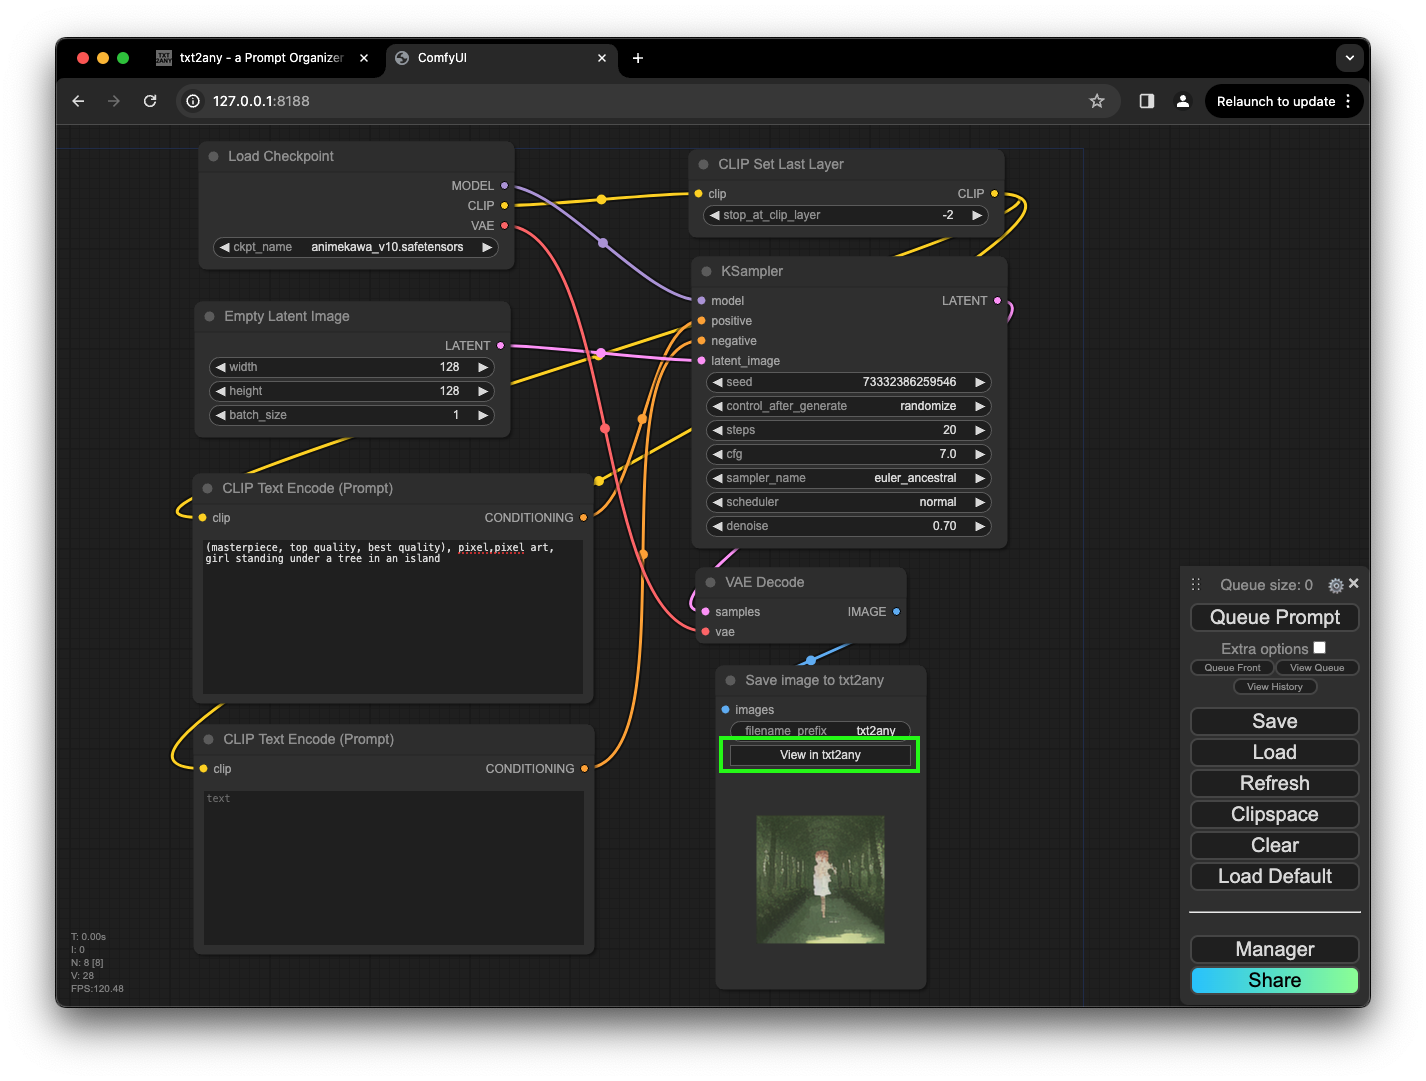 txt2any - a Prompt Organizer
ComfyUI
127.0.0.1:8188
Relaunch to update
Load Checkpoint
MODEL
CLIP
VAE
ckpt_name animekawa_v10.safetensors
CLIP Set Last Layer
clip CLIP
stop_at_clip_layer -2
Empty Latent Image
LATENT
width 128
height 128
batch_size 1
KSampler
model LATENT
positive
negative
latent_image
seed 73332386259546
control_after_generate randomize
steps 20
cfg 7.0
sampler_name euler_ancestral
scheduler normal
denoise 0.70
CLIP Text Encode (Prompt)
clip CONDITIONING
(masterpiece, top quality, best quality), pixel,pixel art,
girl standing under a tree in an island
CLIP Text Encode (Prompt)
clip CONDITIONING
text
VAE Decode
samples IMAGE
vae
Save image to txt2any
images
filename_prefix txt2any
View in txt2any
Queue size: 0
Queue Prompt
Extra options
Queue Front View Queue
View History
Save
Load
Refresh
Clipspace
Clear
Load Default
Manager
Share
T: 0.00s
I: 0
N: 8 [8]
V: 28
FPS:120.48